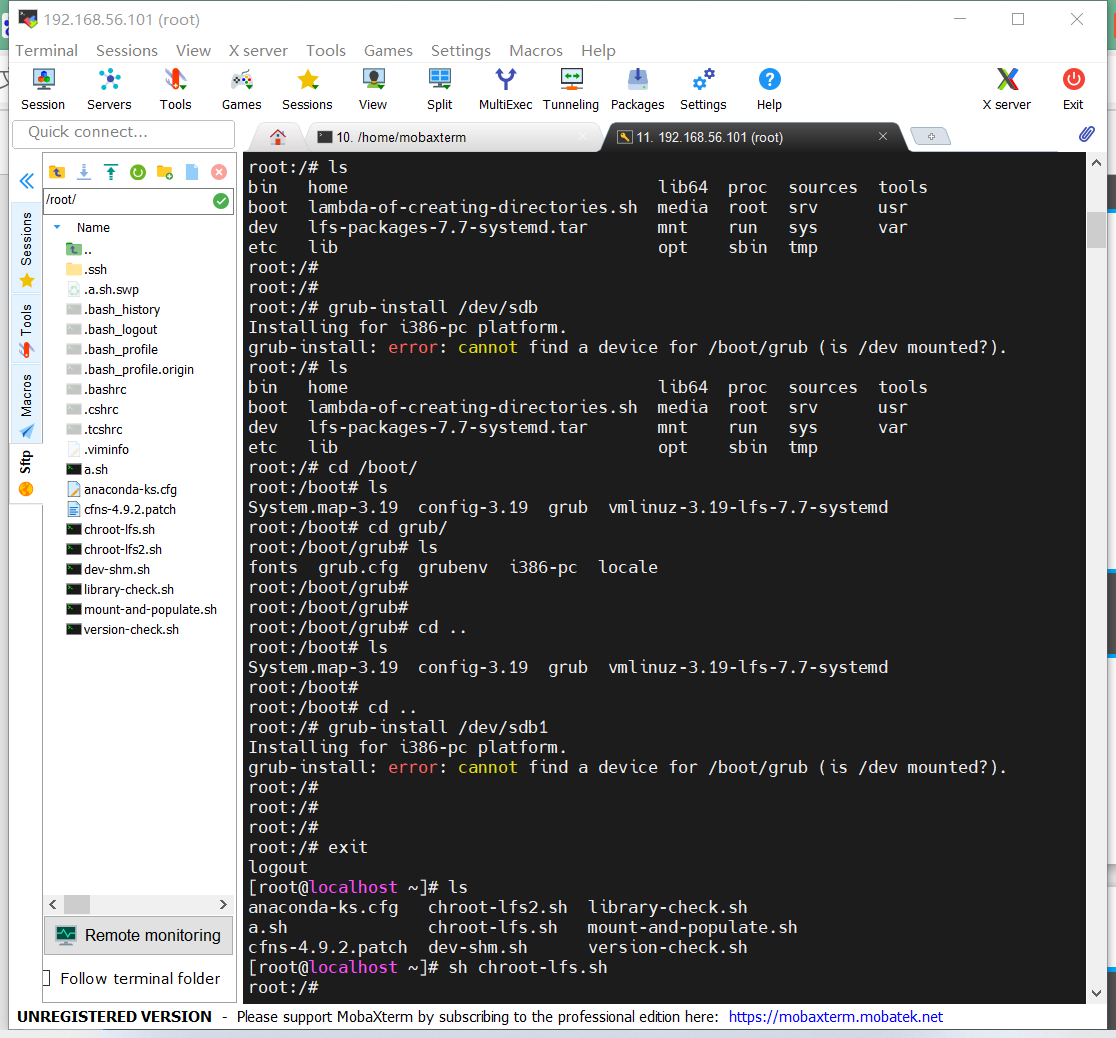 192.168.56.101 (root)
Terminal Sessions View X server Tools Games Settings Macros Help
Session Servers Tools Games Sessions View Split MultiExec Tunneling Packages Settings Help X server Exit
Quick connect...
10. /home/mobaxterm
11. 192.168.56.101 (root)
Sessions
Tools
Macros
Sftp
/root/
Name
..
.ssh
.a.sh.swp
.bash_history
.bash_logout
.bash_profile
.bash_profile.origin
.bashrc
.cshrc
.tcshrc
.viminfo
a.sh
anaconda-ks.cfg
cfns-4.9.2.patch
chroot-lfs.sh
chroot-lfs2.sh
dev-shm.sh
library-check.sh
mount-and-populate.sh
version-check.sh
Remote monitoring
Follow terminal folder
root:/# ls
bin home lib64 proc sources tools
boot lambda-of-creating-directories.sh media root srv usr
dev lfs-packages-7.7-systemd.tar mnt run sys var
etc lib opt sbin tmp
root:/#
root:/#
root:/# grub-install /dev/sdb
Installing for i386-pc platform.
grub-install: error: cannot find a device for /boot/grub (is /dev mounted?).
root:/# ls
bin home lib64 proc sources tools
boot lambda-of-creating-directories.sh media root srv usr
dev lfs-packages-7.7-systemd.tar mnt run sys var
etc lib opt sbin tmp
root:/# cd /boot/
root:/boot# ls
System.map-3.19 config-3.19 grub vmlinuz-3.19-lfs-7.7-systemd
root:/boot# cd grub/
root:/boot/grub# ls
fonts grub.cfg grubenv i386-pc locale
root:/boot/grub#
root:/boot/grub#
root:/boot/grub# cd ..
root:/boot# ls
System.map-3.19 config-3.19 grub vmlinuz-3.19-lfs-7.7-systemd
root:/boot#
root:/boot# cd ..
root:/# grub-install /dev/sdb1
Installing for i386-pc platform.
grub-install: error: cannot find a device for /boot/grub (is /dev mounted?).
root:/#
root:/#
root:/#
root:/# exit
logout
[root@localhost ~]# ls
anaconda-ks.cfg chroot-lfs2.sh library-check.sh
a.sh chroot-lfs.sh mount-and-populate.sh
cfns-4.9.2.patch dev-shm.sh version-check.sh
[root@localhost ~]# sh chroot-lfs.sh
root:/#
UNREGISTERED VERSION - Please support MobaXterm by subscribing to the professional edition here: https://mobaxterm.mobatek.net